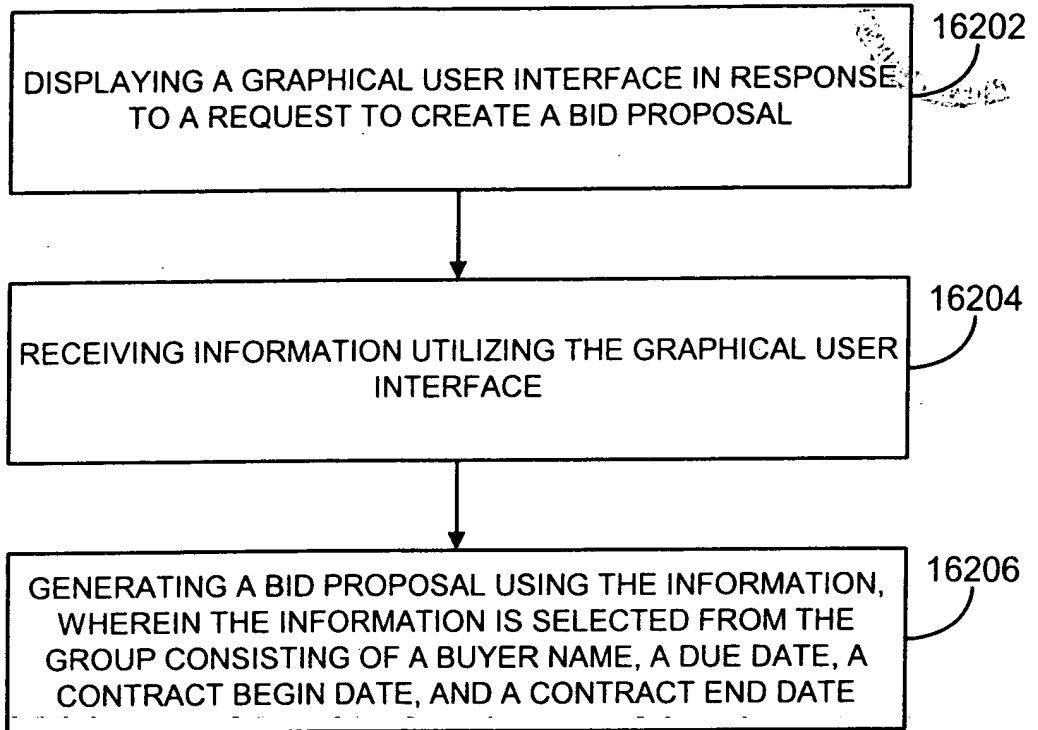 16202
DISPLAYING A GRAPHICAL USER INTERFACE IN RESPONSE
TO A REQUEST TO CREATE A BID PROPOSAL
16204
RECEIVING INFORMATION UTILIZING THE GRAPHICAL USER
INTERFACE
16206
GENERATING A BID PROPOSAL USING THE INFORMATION,
WHEREIN THE INFORMATION IS SELECTED FROM THE
GROUP CONSISTING OF A BUYER NAME, A DUE DATE, A
CONTRACT BEGIN DATE, AND A CONTRACT END DATE